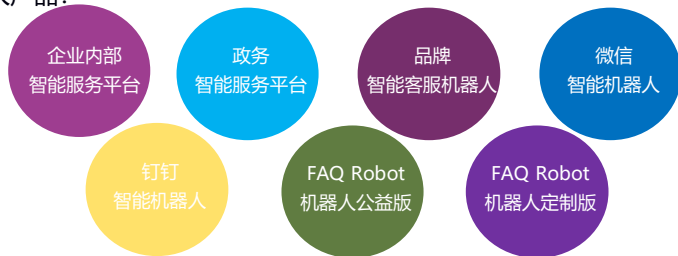 产品：
企业内部
智能服务平台
政务
智能服务平台
品牌
智能客服机器人
微信
智能机器人
钉钉
智能机器人
FAQ Robot
机器人公益版
FAQ Robot
机器人定制版